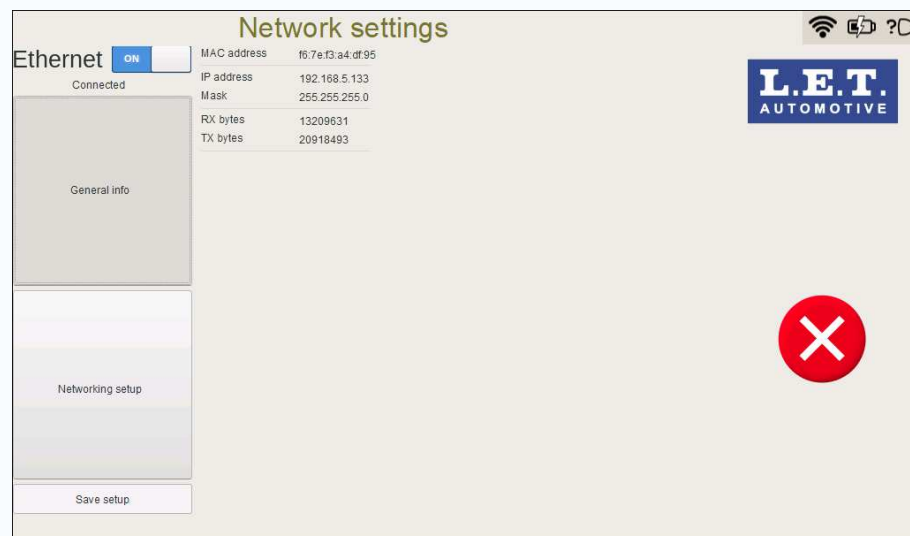 Network settings
?
Ethernet ON
Connected
General info
Networking setup
Save setup
MAC address f6:7e:f3:a4:df:95
IP address 192.168.5.133
Mask 255.255.255.0
RX bytes 13209631
TX bytes 20918493
L.E.T.
AUTOMOTIVE